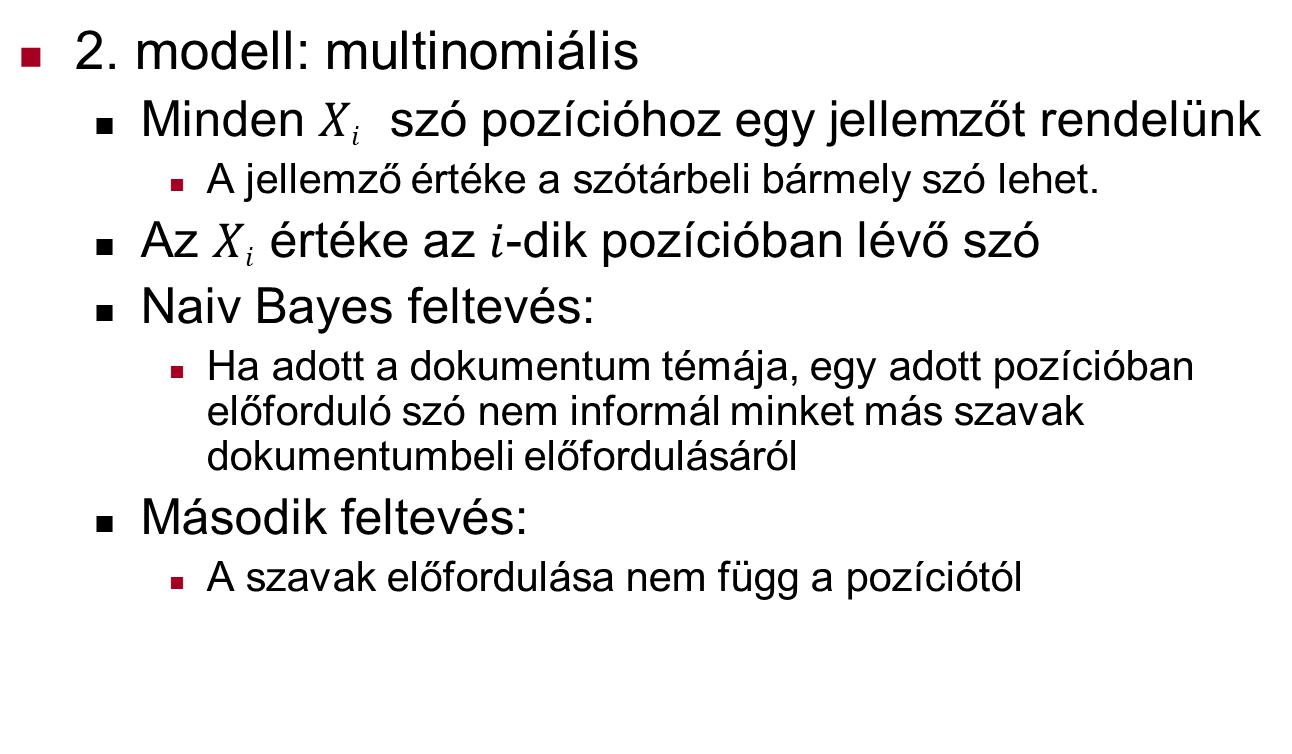 2. modell: multinomiális
Minden X_i szó pozícióhoz egy jellemzőt rendelünk
A jellemző értéke a szótárbeli bármely szó lehet.
Az X_i értéke az i-dik pozícióban lévő szó
Naiv Bayes feltevés:
Ha adott a dokumentum témája, egy adott pozícióban
előforduló szó nem informál minket más szavak
dokumentumbeli előfordulásáról
Második feltevés:
A szavak előfordulása nem függ a pozíciótól